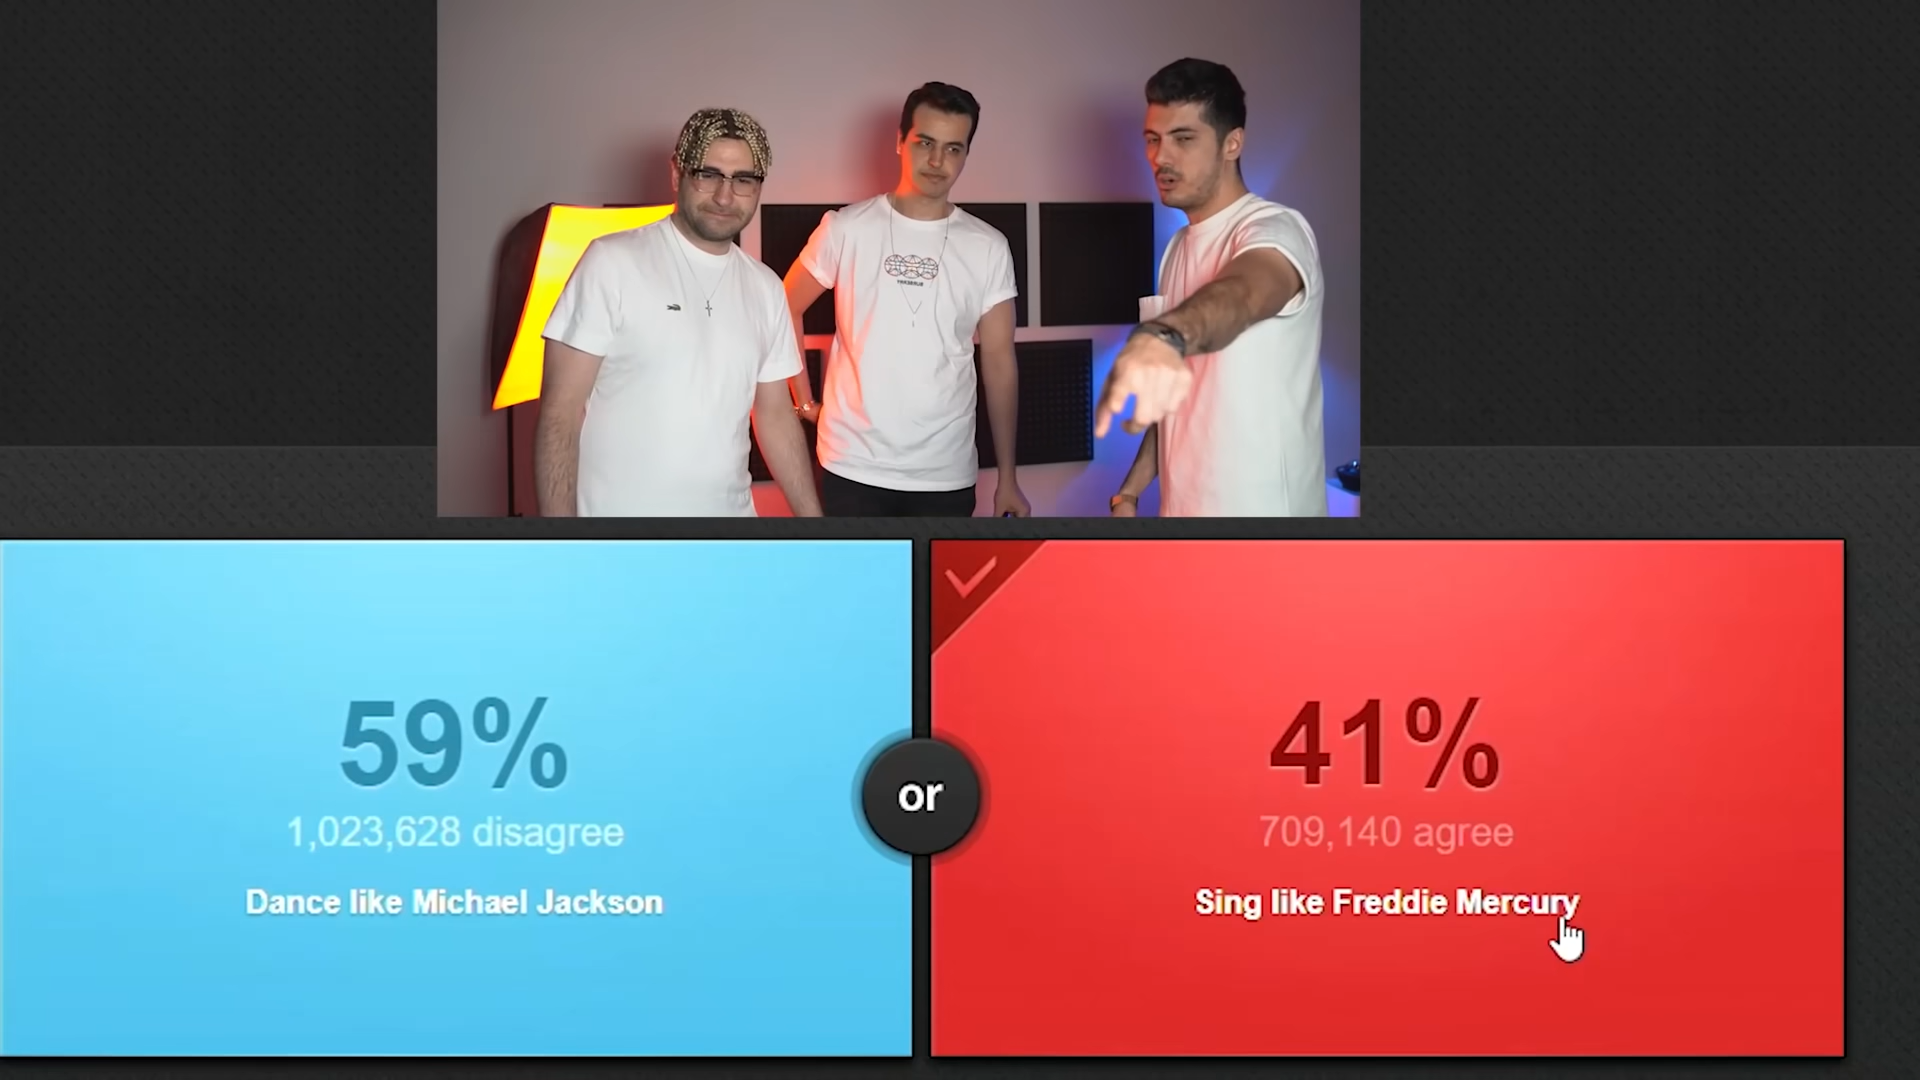 59%
1,023,628 disagree
Dance like Michael Jackson
or
41%
709,140 agree
Sing like Freddie Mercury